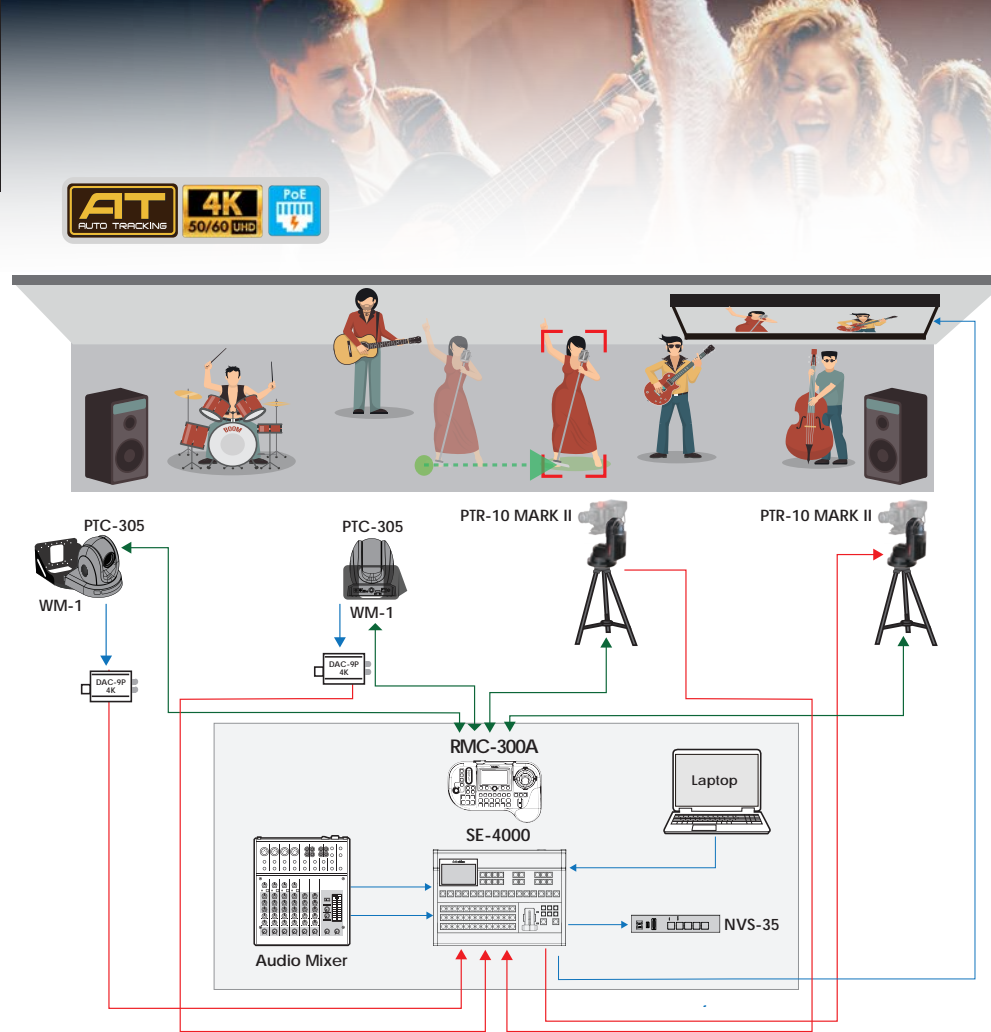 AT
AUTO TRACKING
4K
50/60 UHD
PoE
BOOM
PTC-305
WM-1
PTC-305
WM-1
PTR-10 MARK II
PTR-10 MARK II
DAC-9P
4K
DAC-9P
4K
RMC-300A
Laptop
SE-4000
Audio Mixer
NVS-35